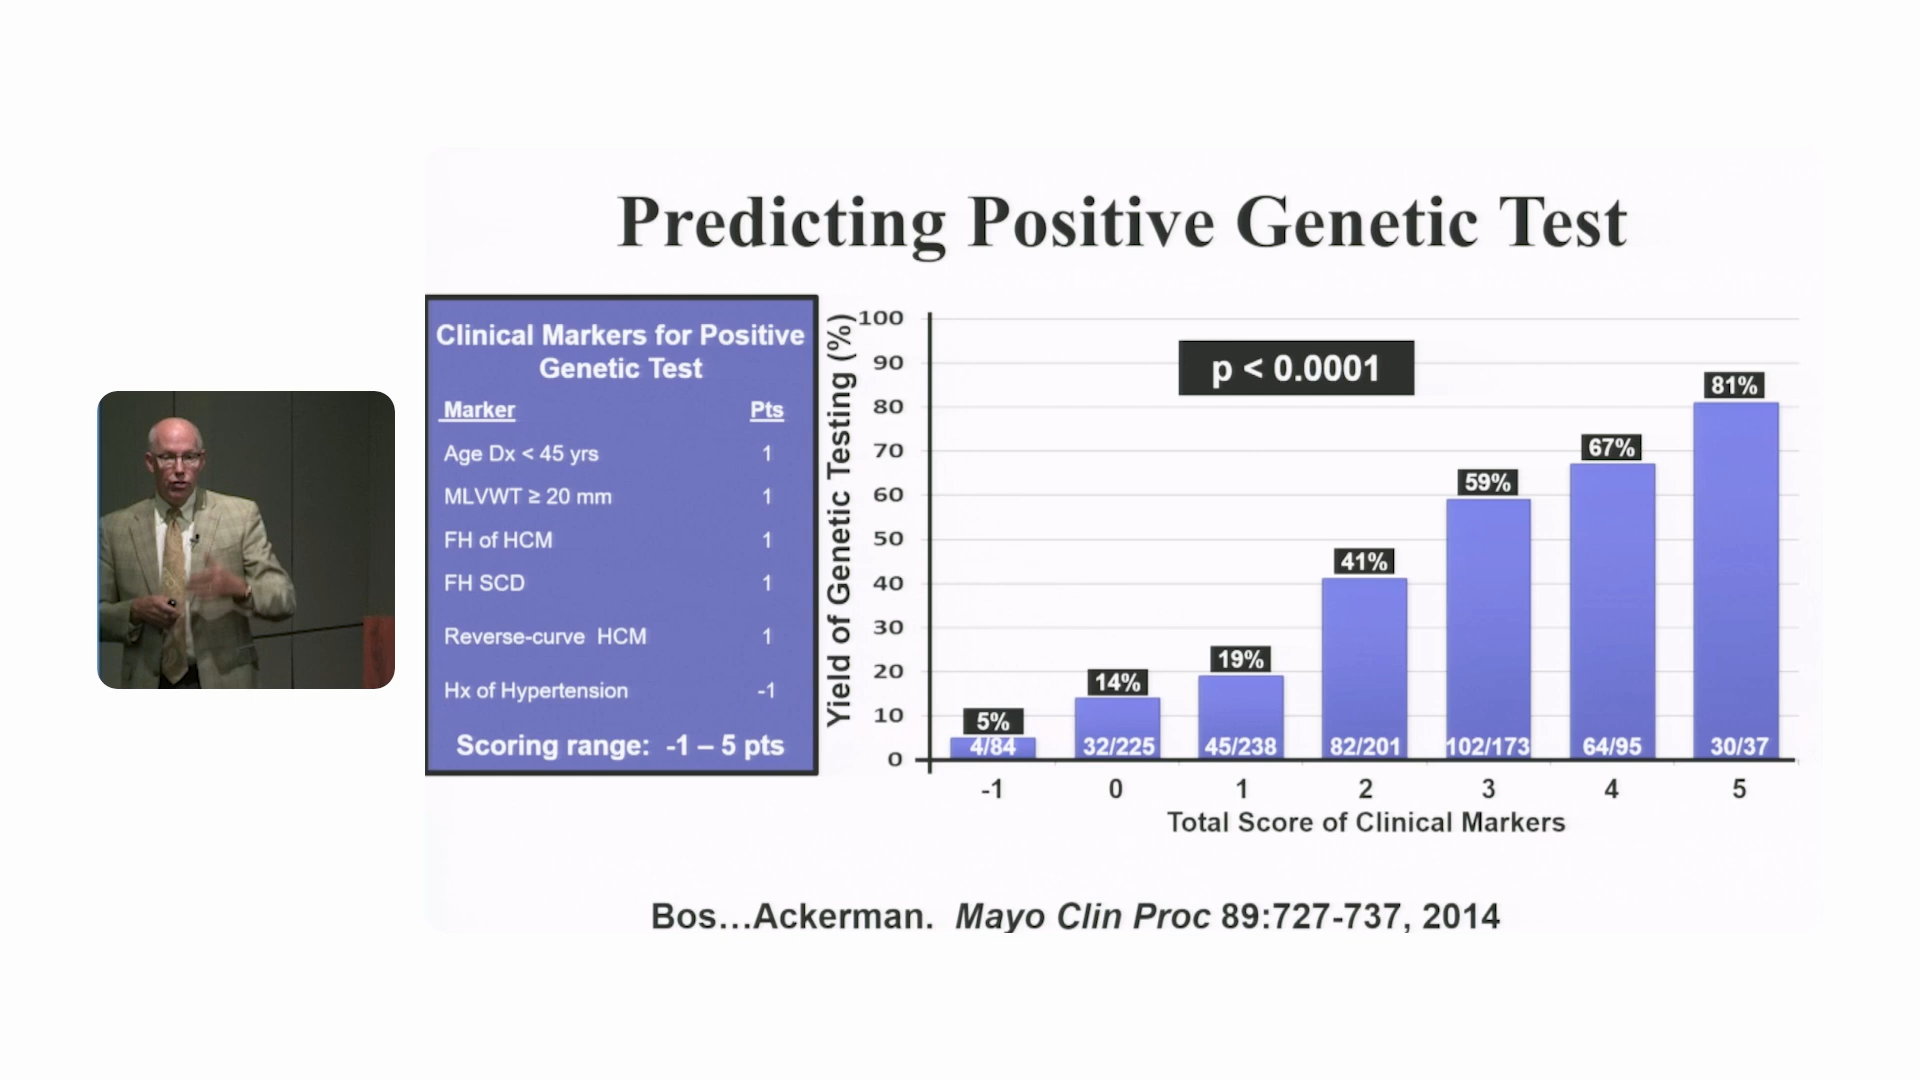 Predicting Positive Genetic Test
Clinical Markers for Positive
Genetic Test
Marker Pts
Age Dx < 45 yrs 1
MLVWT ≥ 20 mm 1
FH of HCM 1
FH SCD 1
Reverse-curve HCM 1
Hx of Hypertension -1
Scoring range: -1 – 5 pts
Yield of Genetic Testing (%)
100
90
80
70
60
50
40
30
20
10
0
p < 0.0001
5%
14%
19%
41%
59%
67%
81%
4/84
32/225
45/238
82/201
102/173
64/95
30/37
-1 0 1 2 3 4 5
Total Score of Clinical Markers
Bos...Ackerman. Mayo Clin Proc 89:727-737, 2014